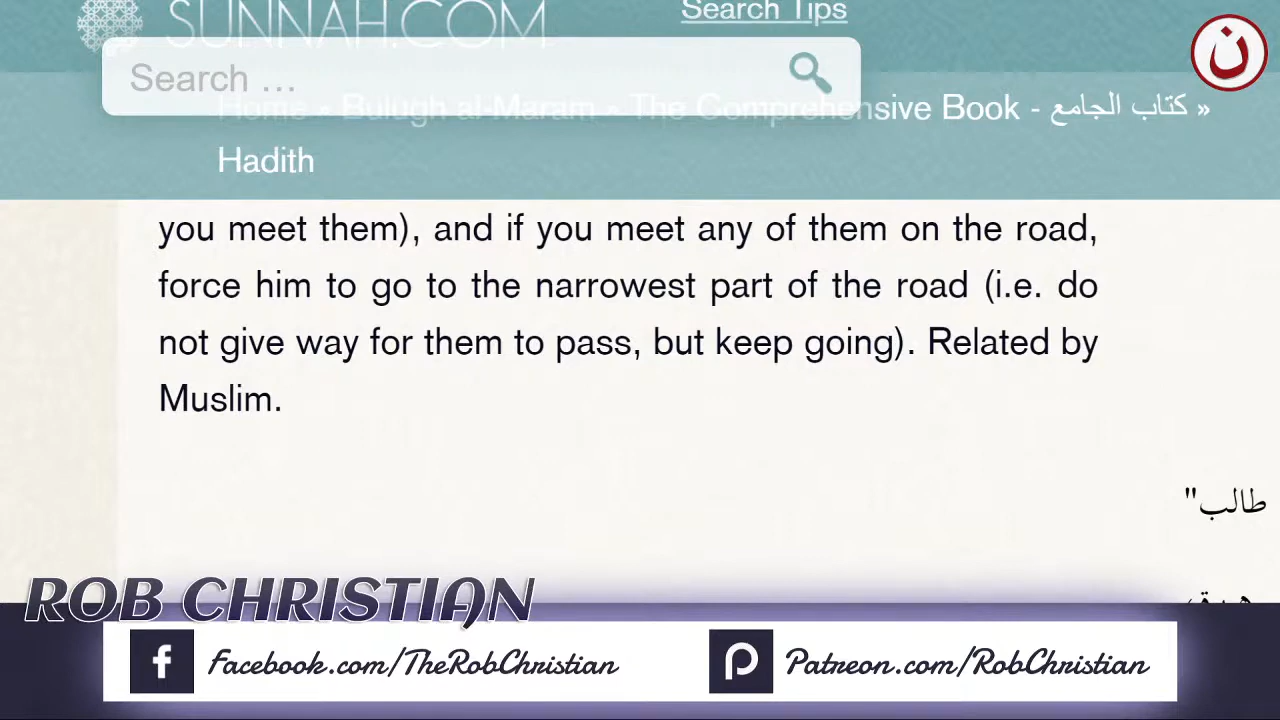 SUNNAH.COM
Search Tips
Search ...
ن
Home » Bulugh al-Maram » The Comprehensive Book - كتاب الجامع »
Hadith
you meet them), and if you meet any of them on the road,
force him to go to the narrowest part of the road (i.e. do
not give way for them to pass, but keep going). Related by
Muslim.
طالب"
ROB CHRISTIAN
Facebook.com/TheRobChristian
Patreon.com/RobChristian